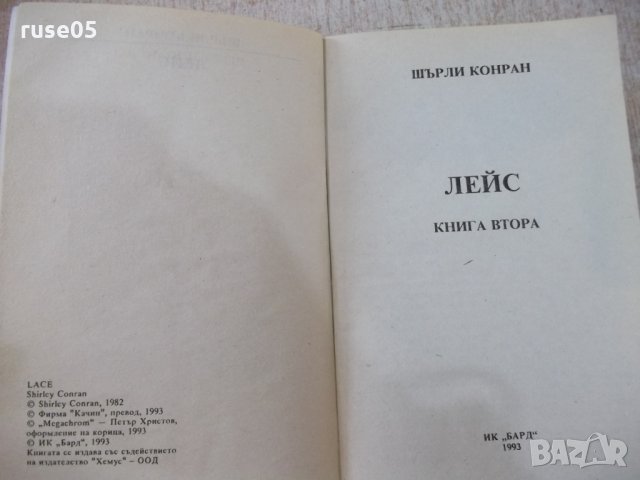 ruse05
LACE
Shirley Conran
© Shirley Conran, 1982
© Фирма "Качин", превод, 1993
© „Megachrom" — Петър Христов,
оформление на корица, 1993
© ИК „Бард", 1993
Книгата се издава със съдействието
на издателство "Хемус" - ООД
ШЪРЛИ КОНРАН
ЛЕЙС
КНИГА ВТОРА
ИК „БАРД"
1993
BAZAR
bg